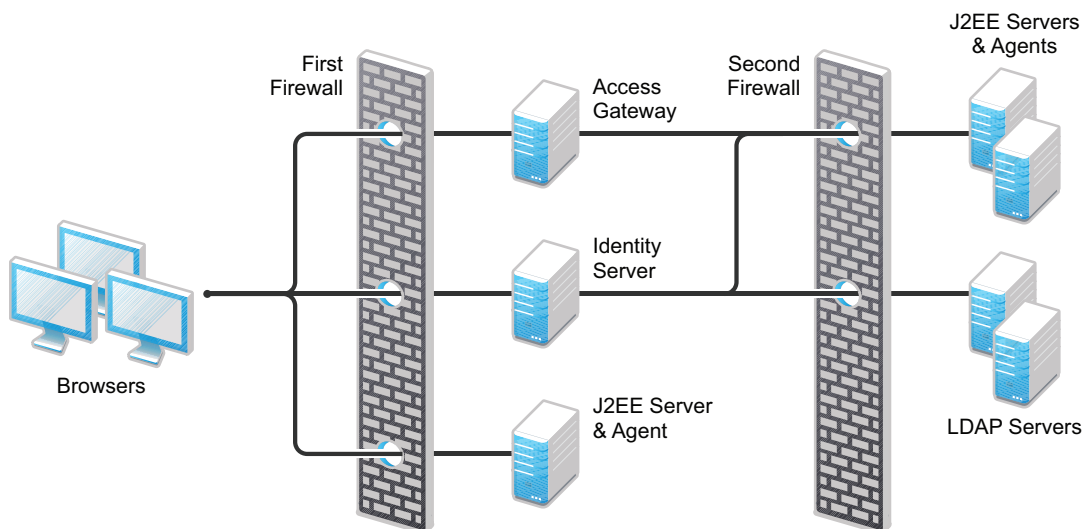 First
Firewall
Access
Gateway
Second
Firewall
J2EE Servers
& Agents
Identity
Server
Browsers
J2EE Server
& Agent
LDAP Servers